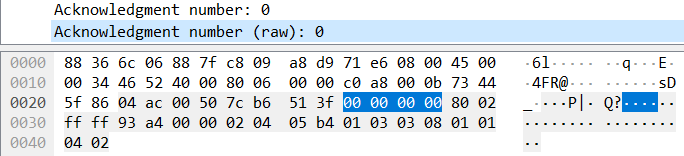 Acknowledgment number: 0
Acknowledgment number (raw): 0
0000 88 36 6c 06 88 7f c8 09 a8 d9 71 e6 08 00 45 00 ·6l····· ··q···E·
0010 00 34 46 52 40 00 80 06 00 00 c0 a8 00 0b 73 44 ·4FR@··· ······sD
0020 5f 86 04 ac 00 50 7c b6 51 3f 00 00 00 00 80 02 _····P|· Q?······
0030 ff ff 93 a4 00 00 02 04 05 b4 01 03 03 08 01 01 ········ ········
0040 04 02 ··